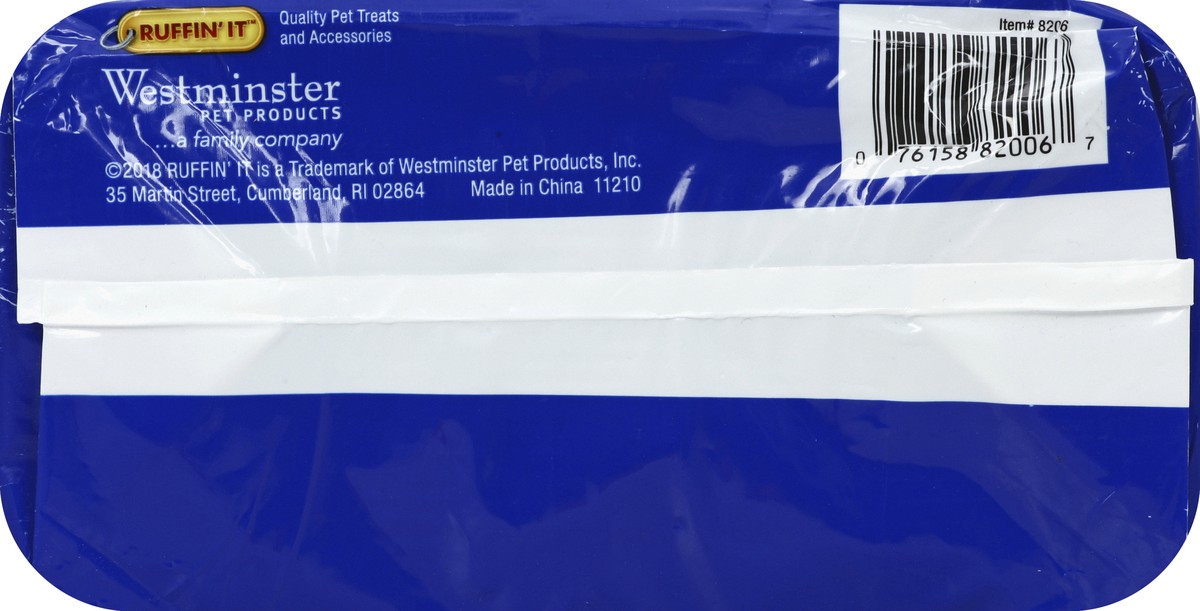 RUFFIN' IT™
Quality Pet Treats
and Accessories
Westminster
PET PRODUCTS
...a family company
©2018 RUFFIN' IT is a Trademark of Westminster Pet Products, Inc.
35 Martin Street, Cumberland, RI 02864 Made in China 11210
Item# 8206
0 76158 82006 7